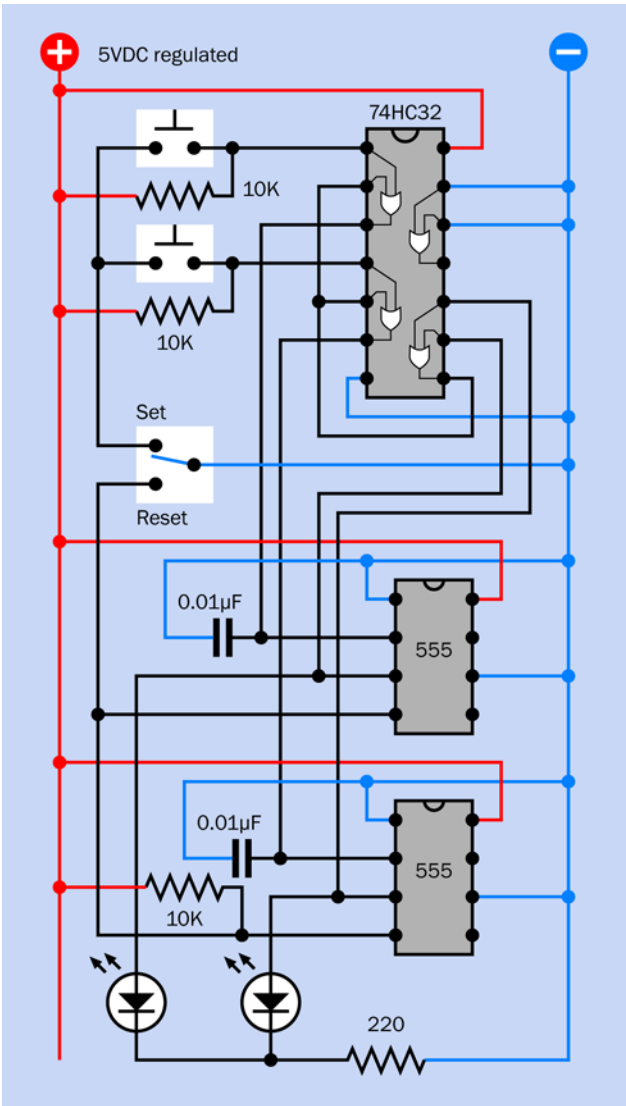 + 5VDC regulated −
74HC32
10K
10K
Set
Reset
0.01µF
555
0.01µF
555
10K
220